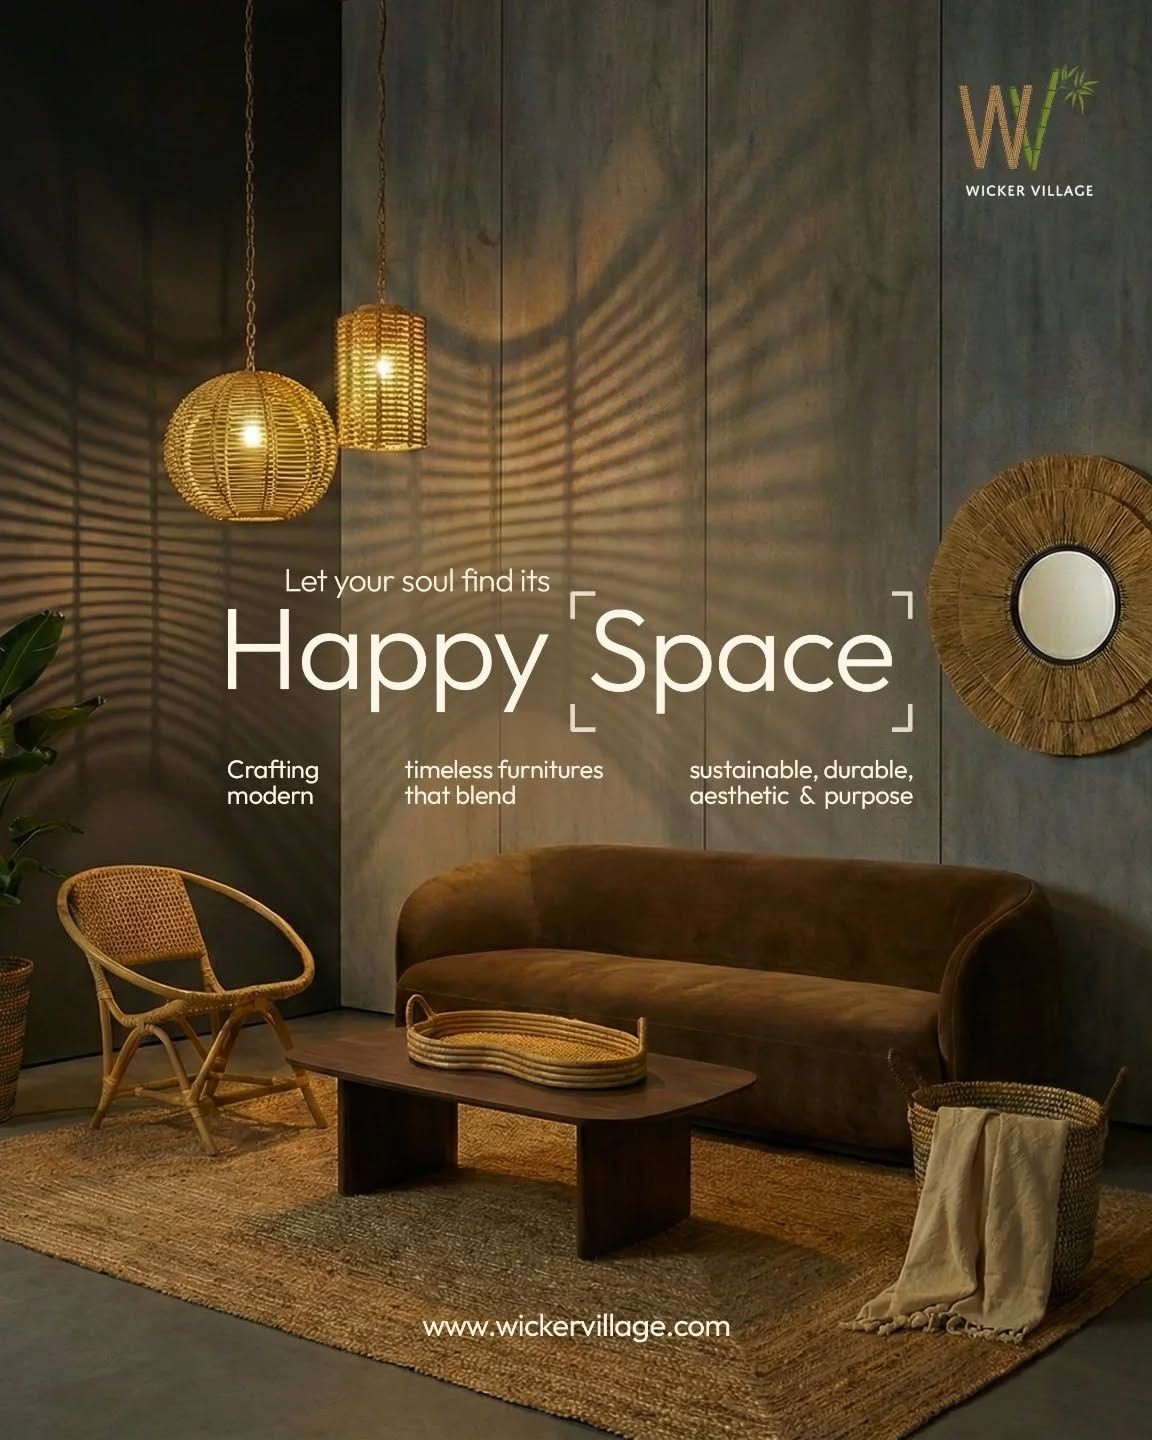 WICKER VILLAGE
Let your soul find its
Happy Space
Crafting modern
timeless furnitures that blend
sustainable, durable, aesthetic & purpose
www.wickervillage.com